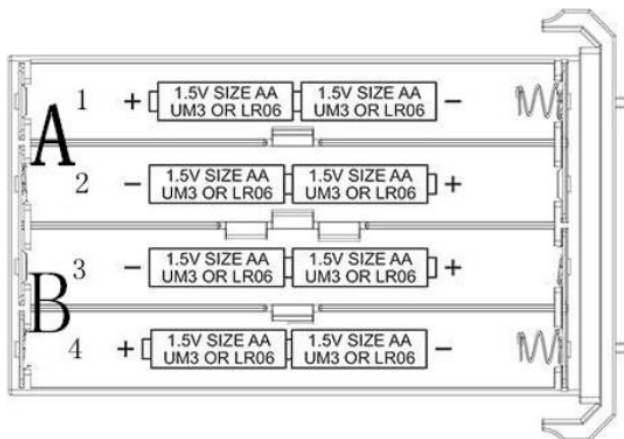 A
1 + 1.5V SIZE AA 1.5V SIZE AA -
UM3 OR LR06 UM3 OR LR06
2 - 1.5V SIZE AA 1.5V SIZE AA +
UM3 OR LR06 UM3 OR LR06
B
3 - 1.5V SIZE AA 1.5V SIZE AA +
UM3 OR LR06 UM3 OR LR06
4 + 1.5V SIZE AA 1.5V SIZE AA -
UM3 OR LR06 UM3 OR LR06